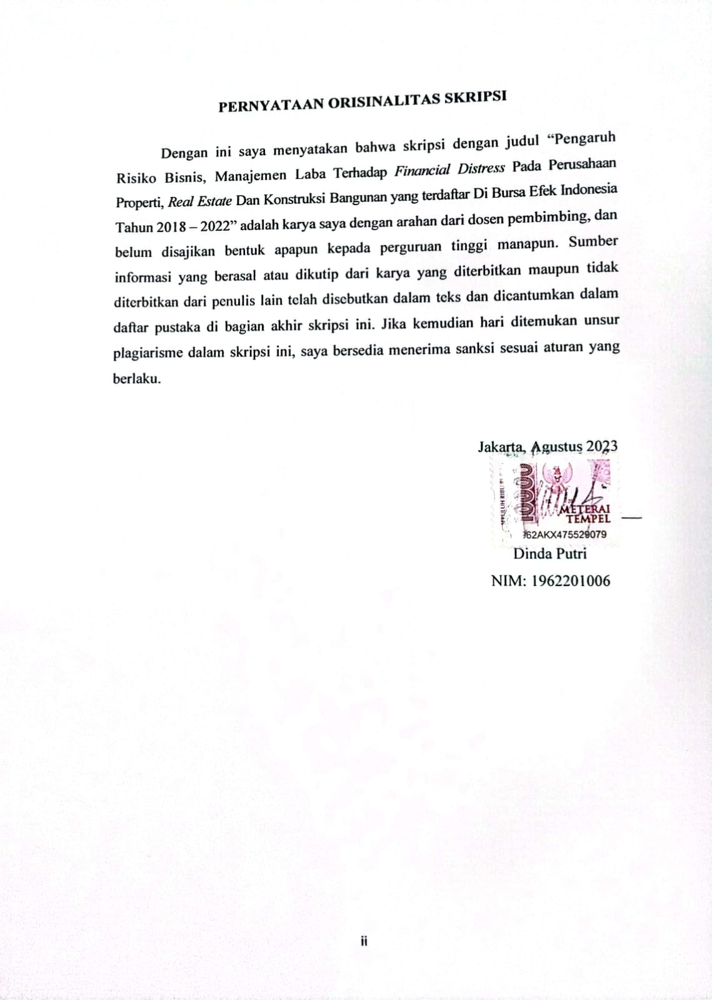 PERNYATAAN ORISINALITAS SKRIPSI
Dengan ini saya menyatakan bahwa skripsi dengan judul “Pengaruh
Risiko Bisnis, Manajemen Laba Terhadap Financial Distress Pada Perusahaan
Properti, Real Estate Dan Konstruksi Bangunan yang terdaftar Di Bursa Efek Indonesia
Tahun 2018 – 2022” adalah karya saya dengan arahan dari dosen pembimbing, dan
belum disajikan bentuk apapun kepada perguruan tinggi manapun. Sumber
informasi yang berasal atau dikutip dari karya yang diterbitkan maupun tidak
diterbitkan dari penulis lain telah disebutkan dalam teks dan dicantumkan dalam
daftar pustaka di bagian akhir skripsi ini. Jika kemudian hari ditemukan unsur
plagiarisme dalam skripsi ini, saya bersedia menerima sanksi sesuai aturan yang
berlaku.
Jakarta, Agustus 2023
METERAI
TEMPEL
62AKX475529079
Dinda Putri
NIM: 1962201006
ii